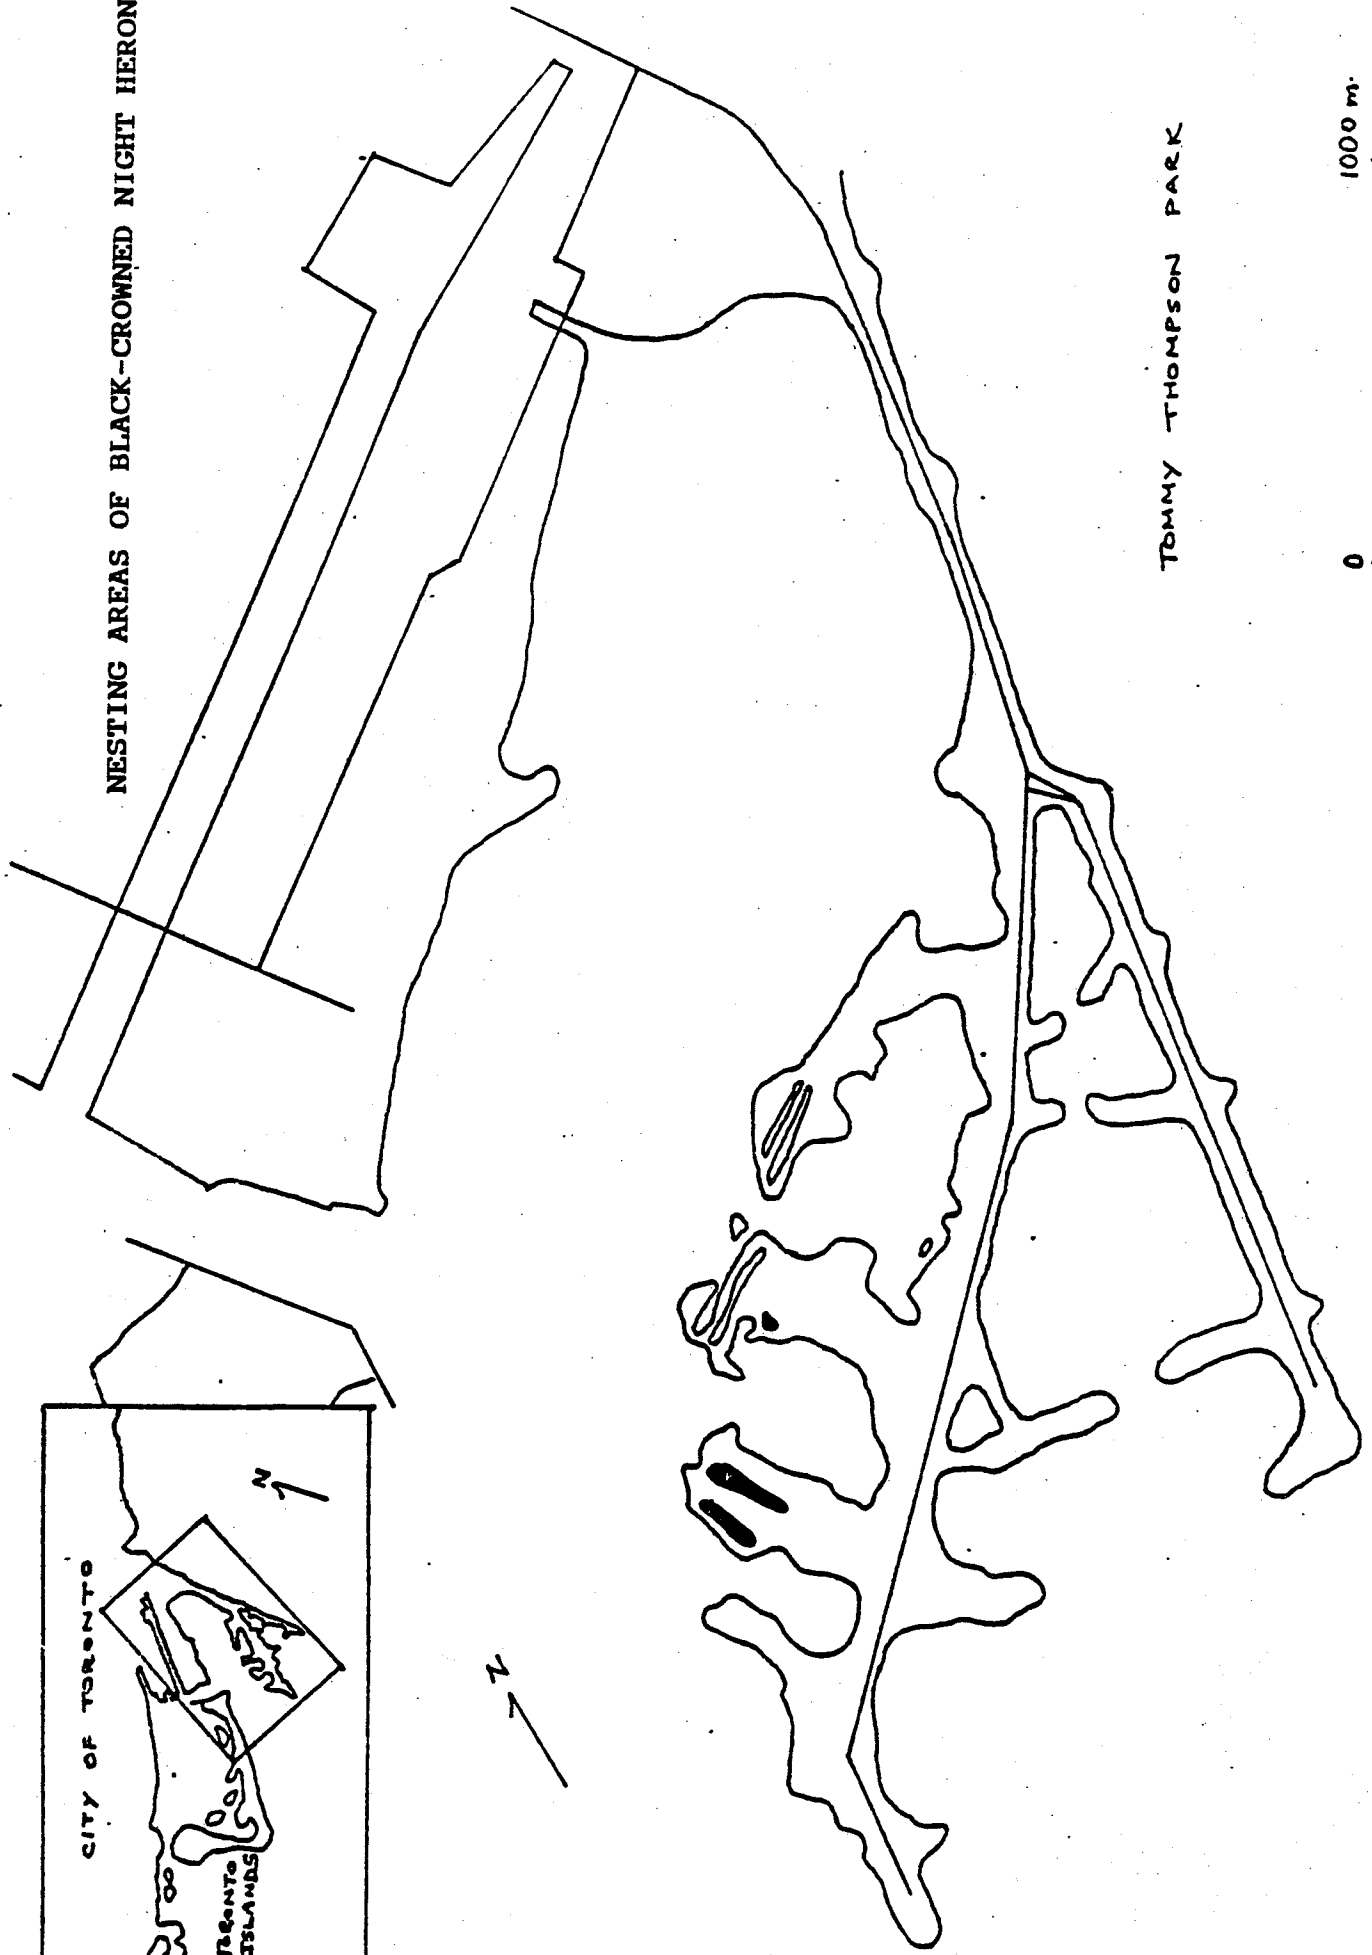 NESTING AREAS OF BLACK-CROWNED NIGHT HERON
CITY OF TORONTO
N
TORONTO
ISLANDS
N
TOMMY THOMPSON PARK
0 1000 m.